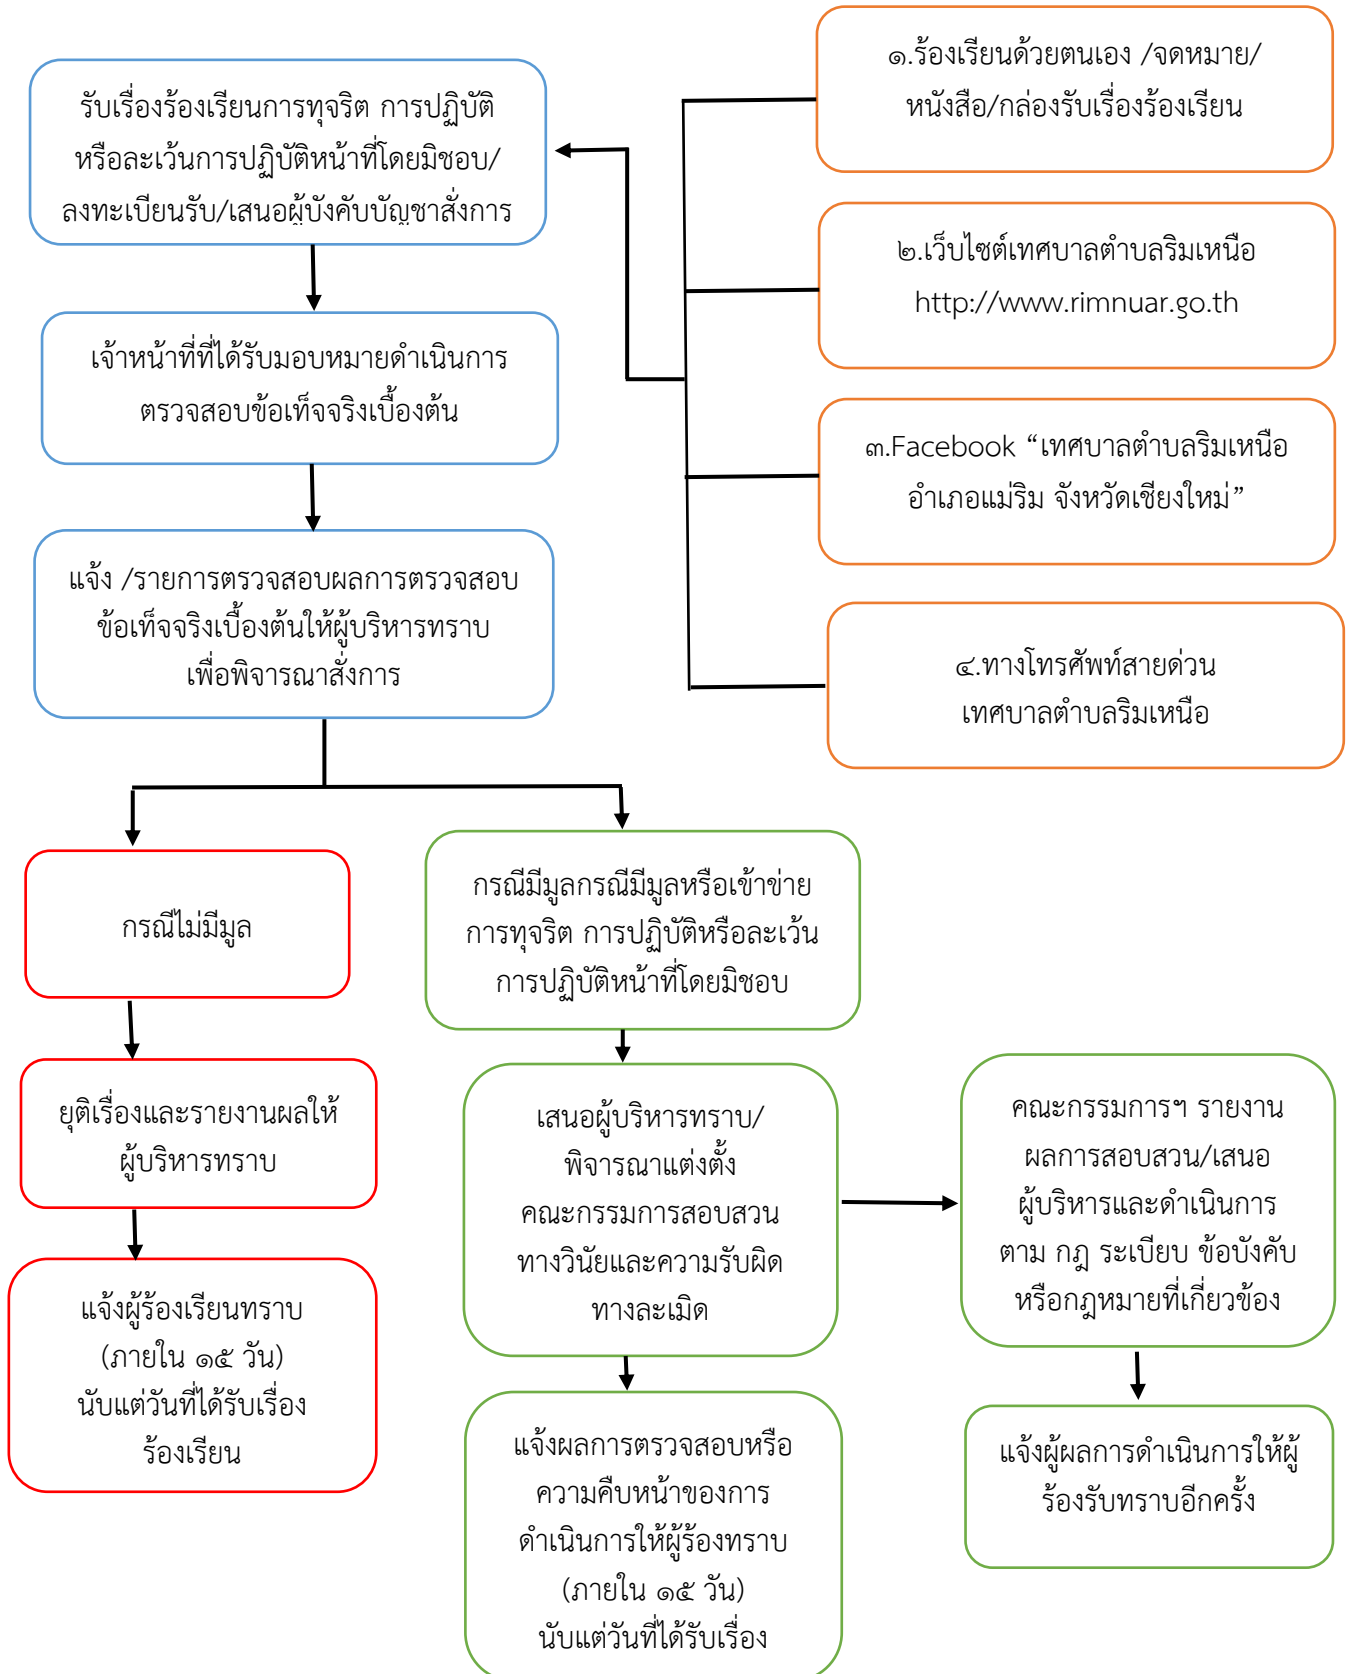 รับเรื่องร้องเรียนการทุจริต การปฏิบัติ
หรือละเว้นการปฏิบัติหน้าที่โดยมิชอบ/
ลงทะเบียนรับ/เสนอผู้บังคับบัญชาสั่งการ
๑.ร้องเรียนด้วยตนเอง /จดหมาย/
หนังสือ/กล่องรับเรื่องร้องเรียน
๒.เว็บไซต์เทศบาลตำบลริมเหนือ
http://www.rimnuar.go.th
๓.Facebook “เทศบาลตำบลริมเหนือ
อำเภอแม่ริม จังหวัดเชียงใหม่”
๔.ทางโทรศัพท์สายด่วน
เทศบาลตำบลริมเหนือ
เจ้าหน้าที่ที่ได้รับมอบหมายดำเนินการ
ตรวจสอบข้อเท็จจริงเบื้องต้น
แจ้ง /รายการตรวจสอบผลการตรวจสอบ
ข้อเท็จจริงเบื้องต้นให้ผู้บริหารทราบ
เพื่อพิจารณาสั่งการ
กรณีไม่มีมูล
ยุติเรื่องและรายงานผลให้
ผู้บริหารทราบ
แจ้งผู้ร้องเรียนทราบ
(ภายใน ๑๕ วัน)
นับแต่วันที่ได้รับเรื่อง
ร้องเรียน
กรณีมีมูลกรณีมีมูลหรือเข้าข่าย
การทุจริต การปฏิบัติหรือละเว้น
การปฏิบัติหน้าที่โดยมิชอบ
เสนอผู้บริหารทราบ/
พิจารณาแต่งตั้ง
คณะกรรมการสอบสวน
ทางวินัยและความรับผิด
ทางละเมิด
แจ้งผลการตรวจสอบหรือ
ความคืบหน้าของการ
ดำเนินการให้ผู้ร้องทราบ
(ภายใน ๑๕ วัน)
นับแต่วันที่ได้รับเรื่อง
คณะกรรมการฯ รายงาน
ผลการสอบสวน/เสนอ
ผู้บริหารและดำเนินการ
ตาม กฎ ระเบียบ ข้อบังคับ
หรือกฎหมายที่เกี่ยวข้อง
แจ้งผู้ผลการดำเนินการให้ผู้
ร้องรับทราบอีกครั้ง